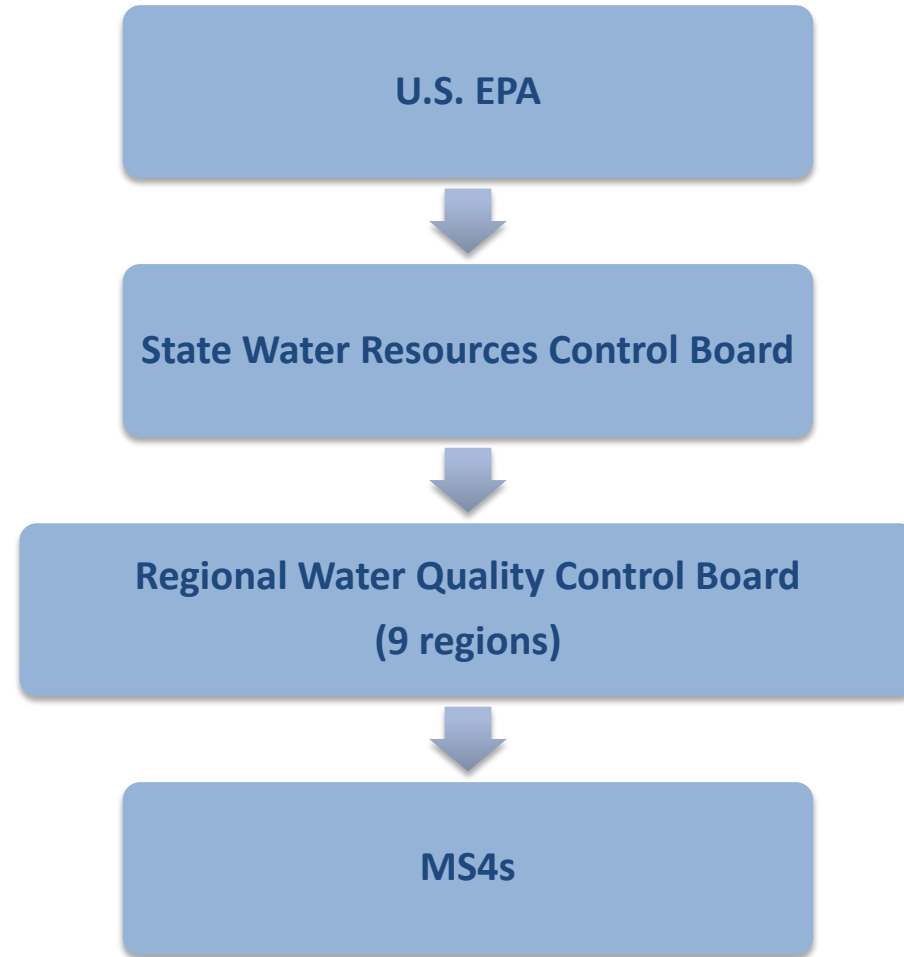 U.S. EPA
State Water Resources Control Board
Regional Water Quality Control Board
(9 regions)
MS4s